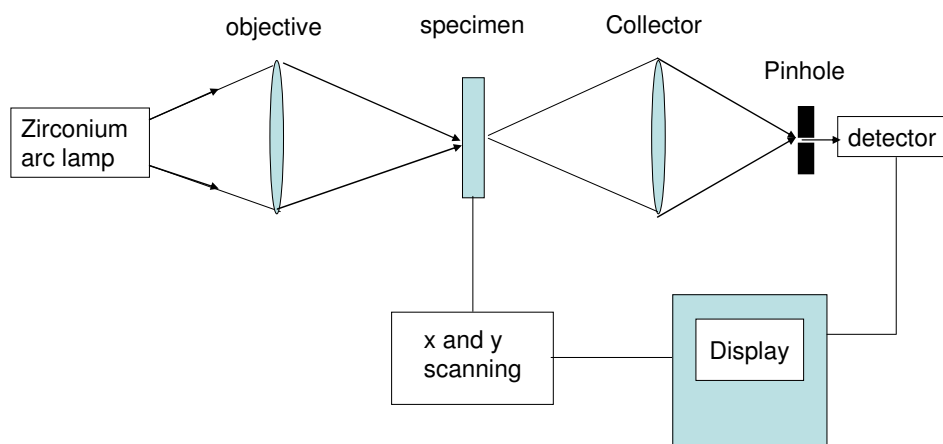 objective
specimen
Collector
Pinhole
Zirconium
arc lamp
detector
x and y
scanning
Display